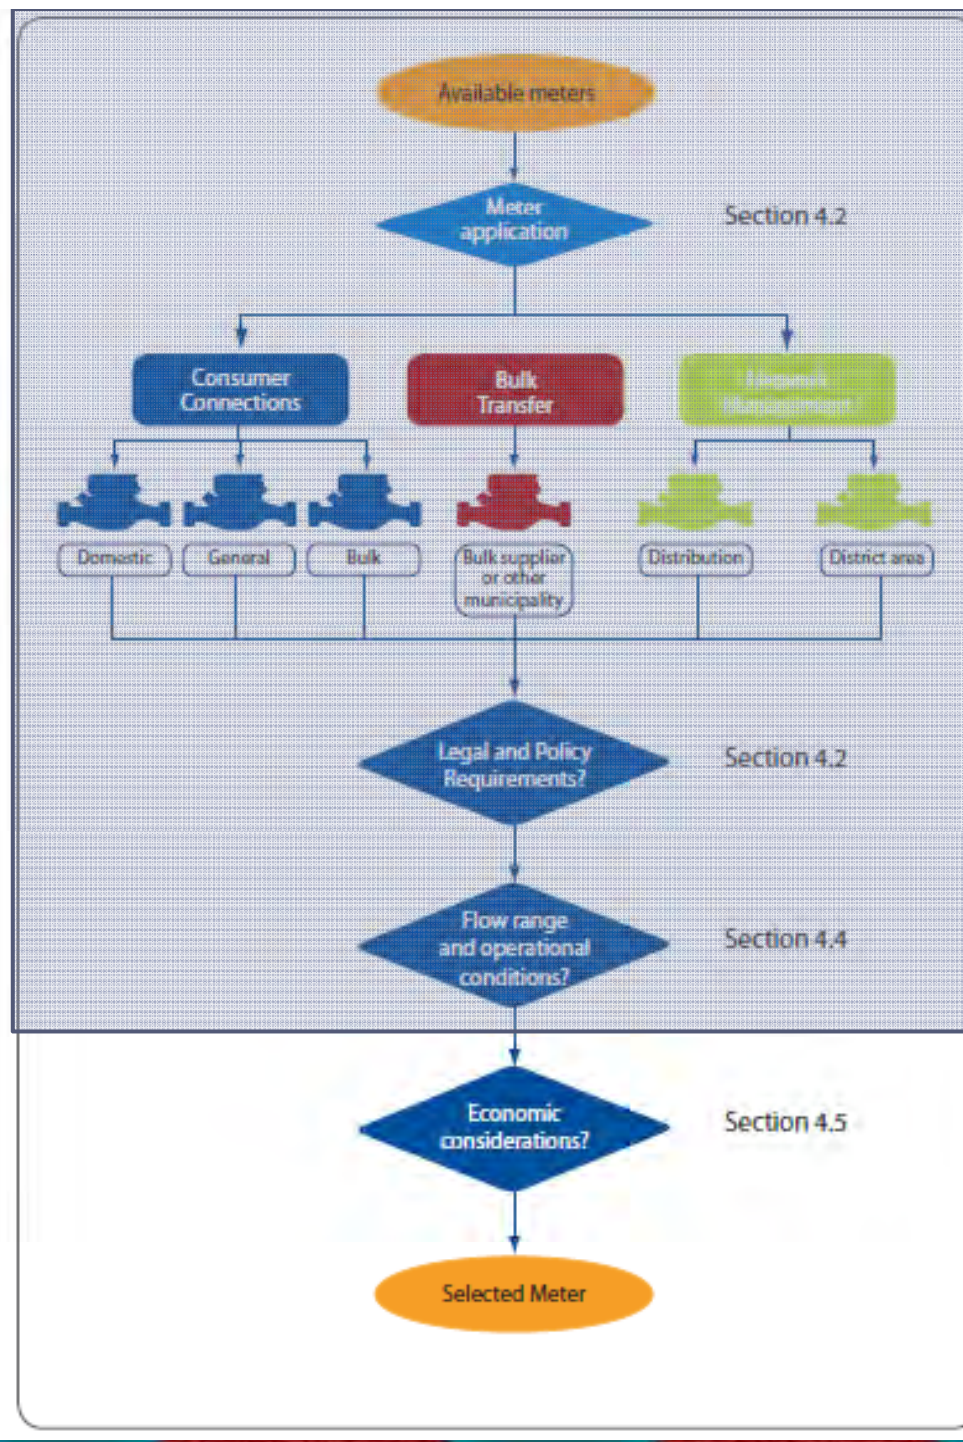 Available meters
Meter
application
Section 4.2
Consumer
Connections
Bulk
Transfer
Domestic
General
Bulk
Bulk supplier
or other
municipality
Distribution
District area
Legal and Policy
Requirements?
Section 4.2
Flow range
and operational
conditions?
Section 4.4
Economic
considerations?
Section 4.5
Selected Meter